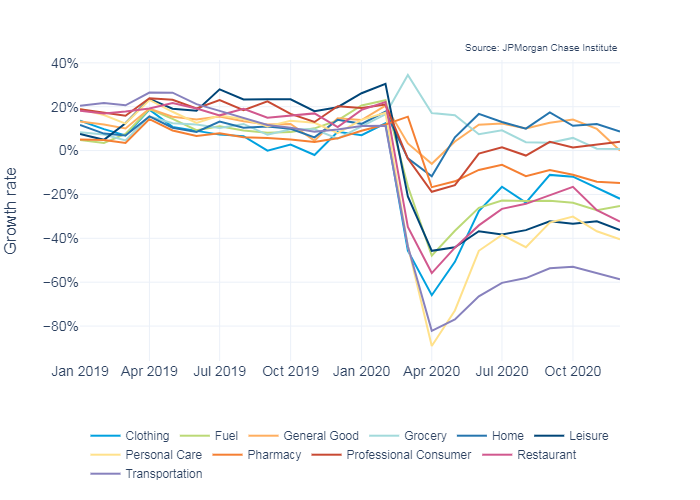 Source: JPMorgan Chase Institute
40%
20%
0%
−20%
−40%
−60%
−80%
Growth rate
Jan 2019 Apr 2019 Jul 2019 Oct 2019 Jan 2020 Apr 2020 Jul 2020 Oct 2020
Clothing Fuel General Good Grocery Home Leisure
Personal Care Pharmacy Professional Consumer Restaurant
Transportation